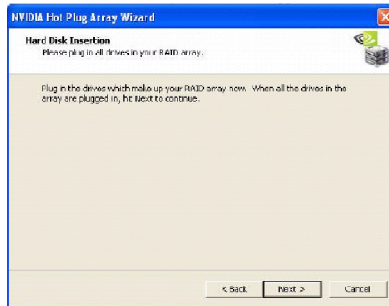 NVIDIA Hot Plug Array Wizard
Hard Disk Insertion
Please plug in all drives in your RAID array.
Plug in the drives which make up your RAID array now. When all the drives in the
array are plugged in, hit Next to continue.
< Back Next > Cancel